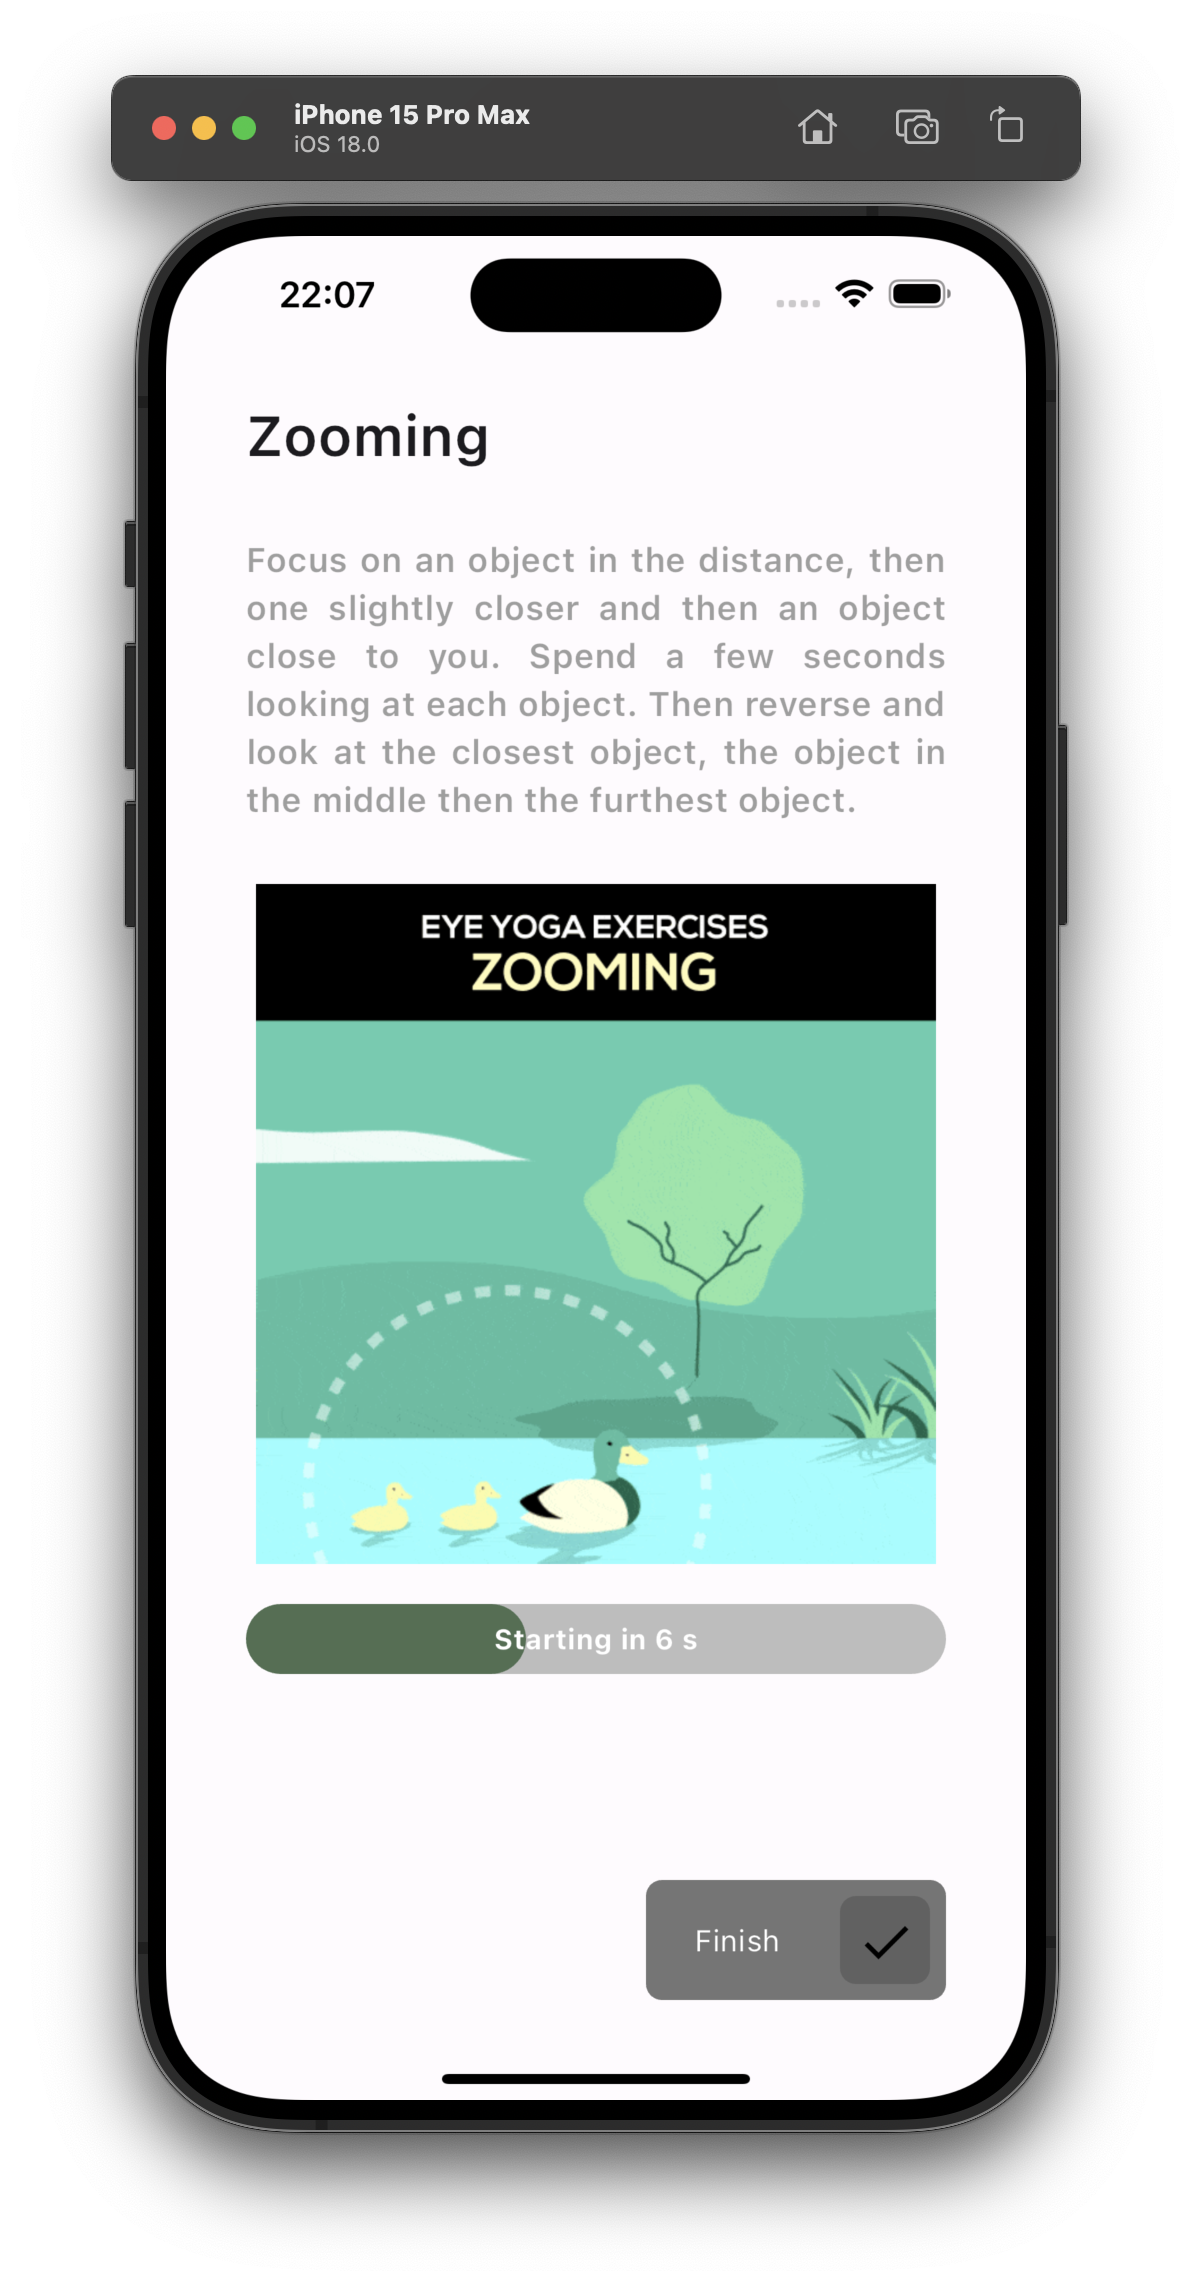 iPhone 15 Pro Max
iOS 18.0
22:07
Zooming
Focus on an object in the distance, then
one slightly closer and then an object
close to you. Spend a few seconds
looking at each object. Then reverse and
look at the closest object, the object in
the middle then the furthest object.
EYE YOGA EXERCISES
ZOOMING
Starting in 6 s
Finish